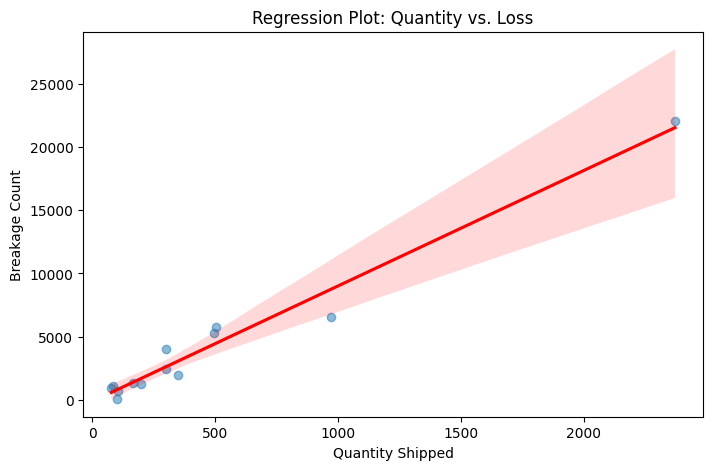 Regression Plot: Quantity vs. Loss
Breakage Count
25000
20000
15000
10000
5000
0
0 500 1000 1500 2000
Quantity Shipped